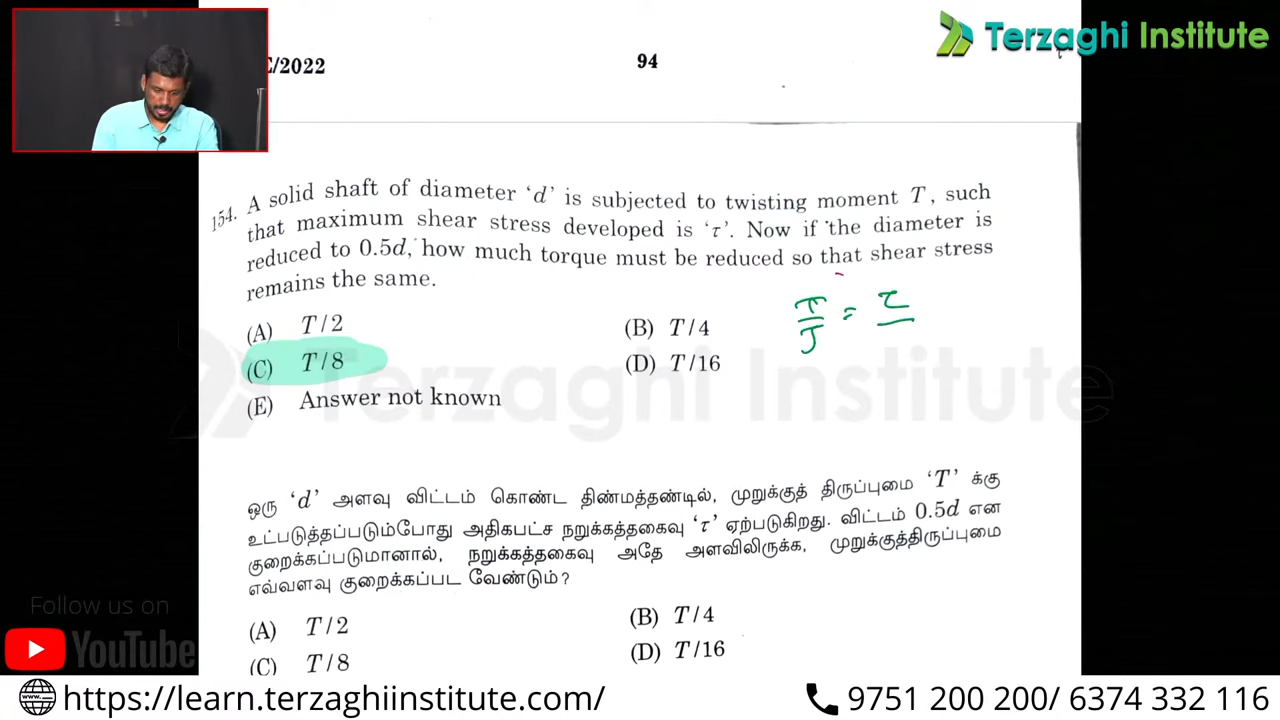 Terzaghi Institute
E/2022
94
154. A solid shaft of diameter ‘d’ is subjected to twisting moment T, such
that maximum shear stress developed is ‘τ’. Now if the diameter is
reduced to 0.5d, how much torque must be reduced so that shear stress
remains the same.
(A) T / 2
(B) T / 4
T/J = τ
(C) T / 8
(D) T / 16
(E) Answer not known
Terzaghi Institute
ஒரு ‘d’ அளவு விட்டம் கொண்ட திண்மத்தண்டில், முறுக்குத் திருப்புமை ‘T’ க்கு
உட்படுத்தப்படும்போது அதிகபட்ச நறுக்கத்தகைவு ‘τ’ ஏற்படுகிறது. விட்டம் 0.5d என
குறைக்கப்படுமானால், நறுக்கத்தகைவு அதே அளவிலிருக்க, முறுக்குத்திருப்புமை
எவ்வளவு குறைக்கப்பட வேண்டும்?
(A) T / 2
(B) T / 4
(C) T / 8
(D) T / 16
Follow us on
YouTube
https://learn.terzaghiinstitute.com/
9751 200 200/ 6374 332 116